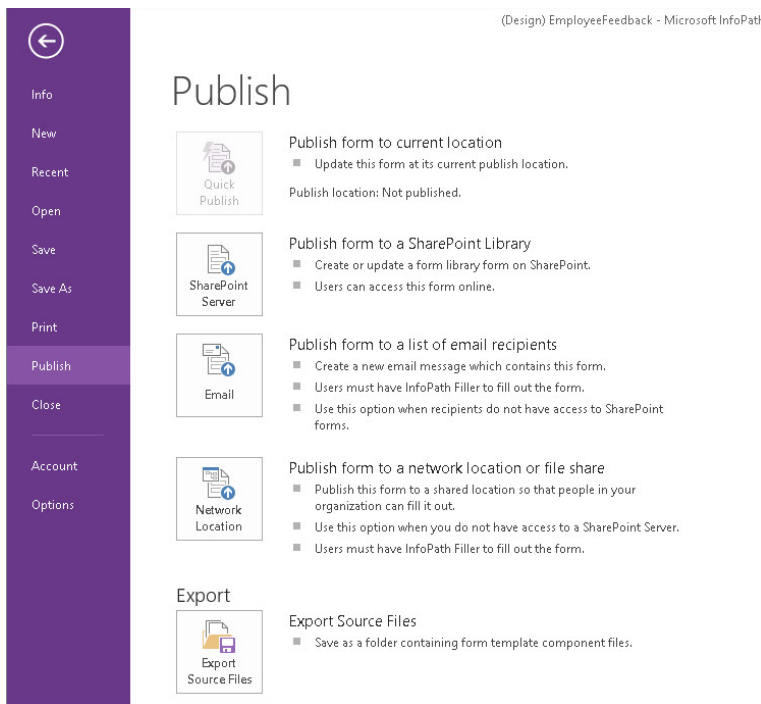 (Design) EmployeeFeedback - Microsoft InfoPath
Info
New
Recent
Open
Save
Save As
Print
Publish
Close
Account
Options
Publish
Quick
Publish
Publish form to current location
Update this form at its current publish location.
Publish location: Not published.
SharePoint
Server
Publish form to a SharePoint Library
Create or update a form library form on SharePoint.
Users can access this form online.
Email
Publish form to a list of email recipients
Create a new email message which contains this form.
Users must have InfoPath Filler to fill out the form.
Use this option when recipients do not have access to SharePoint
forms.
Network
Location
Publish form to a network location or file share
Publish this form to a shared location so that people in your
organization can fill it out.
Use this option when you do not have access to a SharePoint Server.
Users must have InfoPath Filler to fill out the form.
Export
Export
Source Files
Export Source Files
Save as a folder containing form template component files.